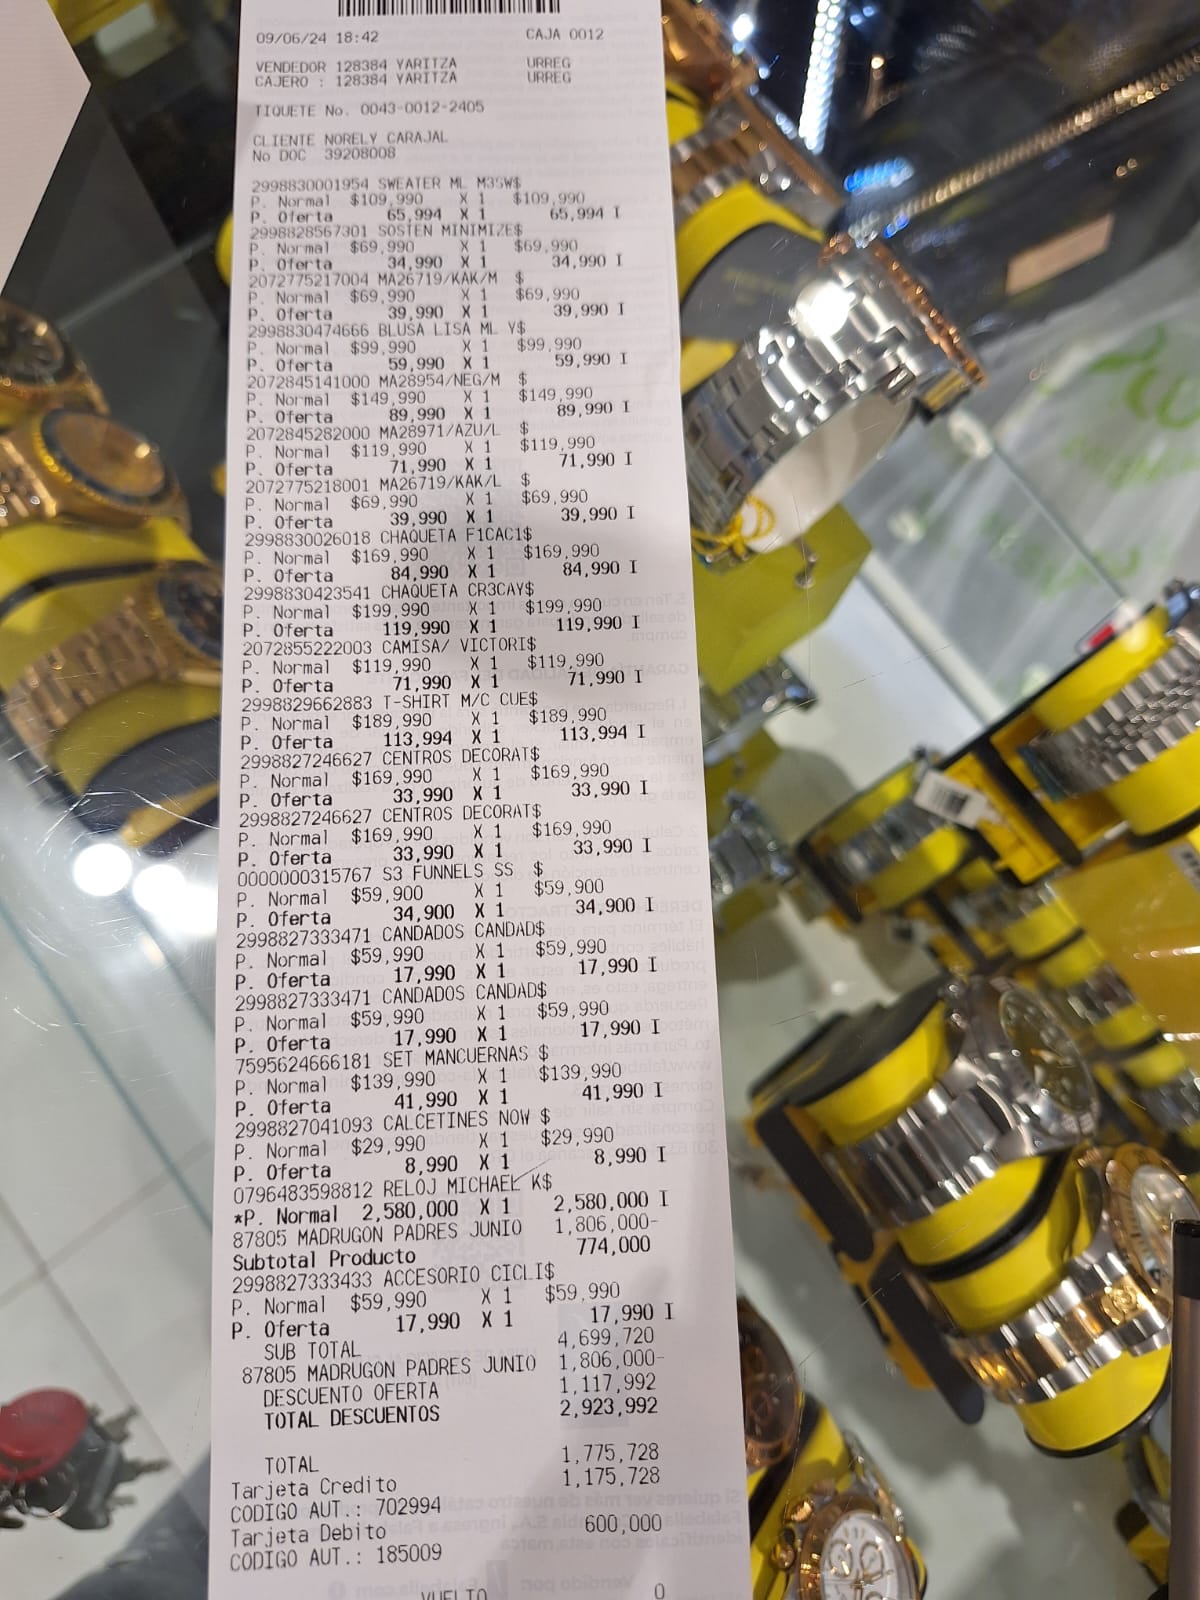 09/06/24 18:42 CAJA 0012
VENDEDOR 128384 YARITZA URREG
CAJERO : 128384 YARITZA URREG
TIQUETE No. 0043-0012-2405
CLIENTE NORELY CARAJAL
No DOC 39208008
2998830001954 SWEATER ML M3SW$
P. Normal $109,990 X 1 $109,990
P. Oferta 65,994 X 1 65,994 I
2998828567301 SOSTEN MINIMIZE$
P. Normal $69,990 X 1 $69,990
P. Oferta 34,990 X 1 34,990 I
2072775217004 MA26719/KAK/M $
P. Normal $69,990 X 1 $69,990
P. Oferta 39,990 X 1 39,990 I
2998830474666 BLUSA LISA ML Y$
P. Normal $99,990 X 1 $99,990
P. Oferta 59,990 X 1 59,990 I
2072845141000 MA28954/NEG/M $
P. Normal $149,990 X 1 $149,990
P. Oferta 89,990 X 1 89,990 I
2072845282000 MA28971/AZU/L $
P. Normal $119,990 X 1 $119,990
P. Oferta 71,990 X 1 71,990 I
2072775218001 MA26719/KAK/L $
P. Normal $69,990 X 1 $69,990
P. Oferta 39,990 X 1 39,990 I
2998830026018 CHAQUETA F1CAC1$
P. Normal $169,990 X 1 $169,990
P. Oferta 84,990 X 1 84,990 I
2998830423541 CHAQUETA CR3CAY$
P. Normal $199,990 X 1 $199,990
P. Oferta 119,990 X 1 119,990 I
2072855222003 CAMISA/ VICTORI$
P. Normal $119,990 X 1 $119,990
P. Oferta 71,990 X 1 71,990 I
2998829662883 T-SHIRT M/C CUE$
P. Normal $189,990 X 1 $189,990
P. Oferta 113,994 X 1 113,994 I
2998827246627 CENTROS DECORAT$
P. Normal $169,990 X 1 $169,990
P. Oferta 33,990 X 1 33,990 I
2998827246627 CENTROS DECORAT$
P. Normal $169,990 X 1 $169,990
P. Oferta 33,990 X 1 33,990 I
0000000315767 S3 FUNNELS SS $
P. Normal $59,900 X 1 $59,900
P. Oferta 34,900 X 1 34,900 I
2998827333471 CANDADOS CANDAD$
P. Normal $59,990 X 1 $59,990
P. Oferta 17,990 X 1 17,990 I
2998827333471 CANDADOS CANDAD$
P. Normal $59,990 X 1 $59,990
P. Oferta 17,990 X 1 17,990 I
7595624666181 SET MANCUERNAS $
P. Normal $139,990 X 1 $139,990
P. Oferta 41,990 X 1 41,990 I
2998827041093 CALCETINES NOW $
P. Normal $29,990 X 1 $29,990
P. Oferta 8,990 X 1 8,990 I
0796483598812 RELOJ MICHAEL K$
*P. Normal 2,580,000 X 1 2,580,000 I
87805 MADRUGON PADRES JUNIO 1,806,000-
Subtotal Producto 774,000
2998827333433 ACCESORIO CICLI$
P. Normal $59,990 X 1 $59,990
P. Oferta 17,990 X 1 17,990 I
SUB TOTAL 4,699,720
87805 MADRUGON PADRES JUNIO 1,806,000-
DESCUENTO OFERTA 1,117,992
TOTAL DESCUENTOS 2,923,992
TOTAL 1,775,728
Tarjeta Credito 1,175,728
CODIGO AUT.: 702994
Tarjeta Debito 600,000
CODIGO AUT.: 185009
VUELTO 0